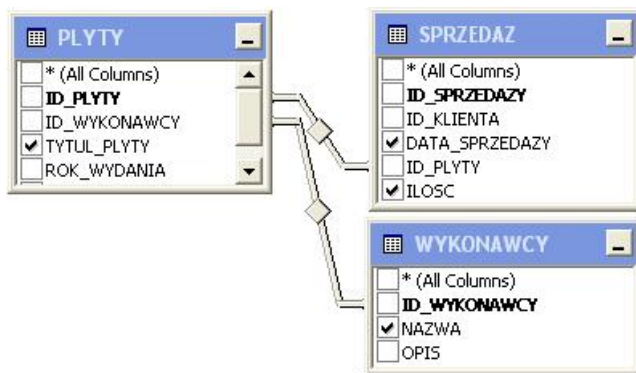 PLYTY
* (All Columns)
ID_PLYTY
ID_WYKONAWCY
TYTUL_PLYTY
ROK_WYDANIA
SPRZEDAZ
* (All Columns)
ID_SPRZEDAZY
ID_KLIENTA
DATA_SPRZEDAZY
ID_PLYTY
ILOSC
WYKONAWCY
* (All Columns)
ID_WYKONAWCY
NAZWA
OPIS